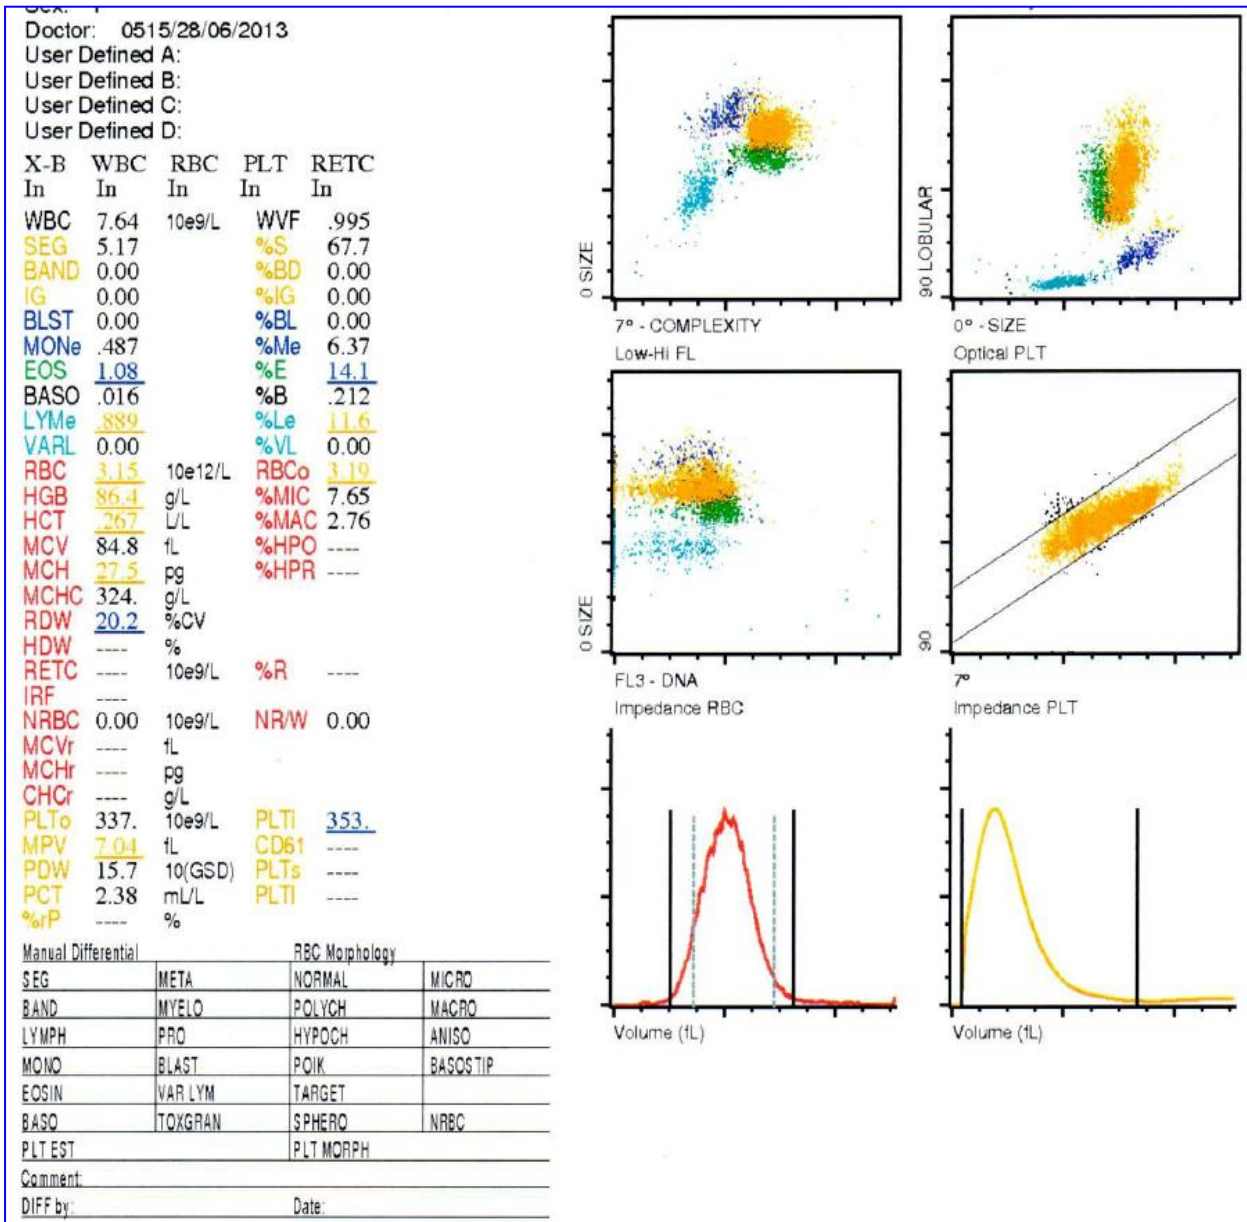 Doctor: 0515/28/06/2013
User Defined A:
User Defined B:
User Defined C:
User Defined D:
X-B WBC RBC PLT RETC
In In In In In
WBC 7.64 10e9/L WVF .995
SEG 5.17 %S 67.7
BAND 0.00 %BD 0.00
IG 0.00 %IG 0.00
BLST 0.00 %BL 0.00
MONe .487 %Me 6.37
EOS 1.08 %E 14.1
BASO .016 %B .212
LYMe .889 %Le 11.6
VARL 0.00 %VL 0.00
RBC 3.15 10e12/L RBCo 3.19
HGB 86.4 g/L %MIC 7.65
HCT .267 L/L %MAC 2.76
MCV 84.8 fL %HPO ----
MCH 27.5 pg %HPR ----
MCHC 324. g/L
RDW 20.2 %CV
HDW ---- %
RETC ---- 10e9/L %R ----
IRF ----
NRBC 0.00 10e9/L NR/W 0.00
MCVr ---- fL
MCHr ---- pg
CHCr ---- g/L
PLTo 337. 10e9/L PLTi 353.
MPV 7.04 fL CD61 ----
PDW 15.7 10(GSD) PLTs ----
PCT 2.38 mL/L PLTI ----
%rP ---- %
Manual Differential RBC Morphology
SEG META NORMAL MICRO
BAND MYELO POLYCH MACRO
LYMPH PRO HYPOCH ANISO
MONO BLAST POIK BASOSTIP
EOSIN VAR LYM TARGET
BASO TOXGRAN SPHERO NRBC
PLT EST PLT MORPH
Comment:
DIFF by: Date:
0 SIZE
7° - COMPLEXITY
90 LOBULAR
0° - SIZE
Low-Hi FL
0 SIZE
FL3 - DNA
Optical PLT
90
7°
Impedance RBC
Volume (fL)
Impedance PLT
Volume (fL)